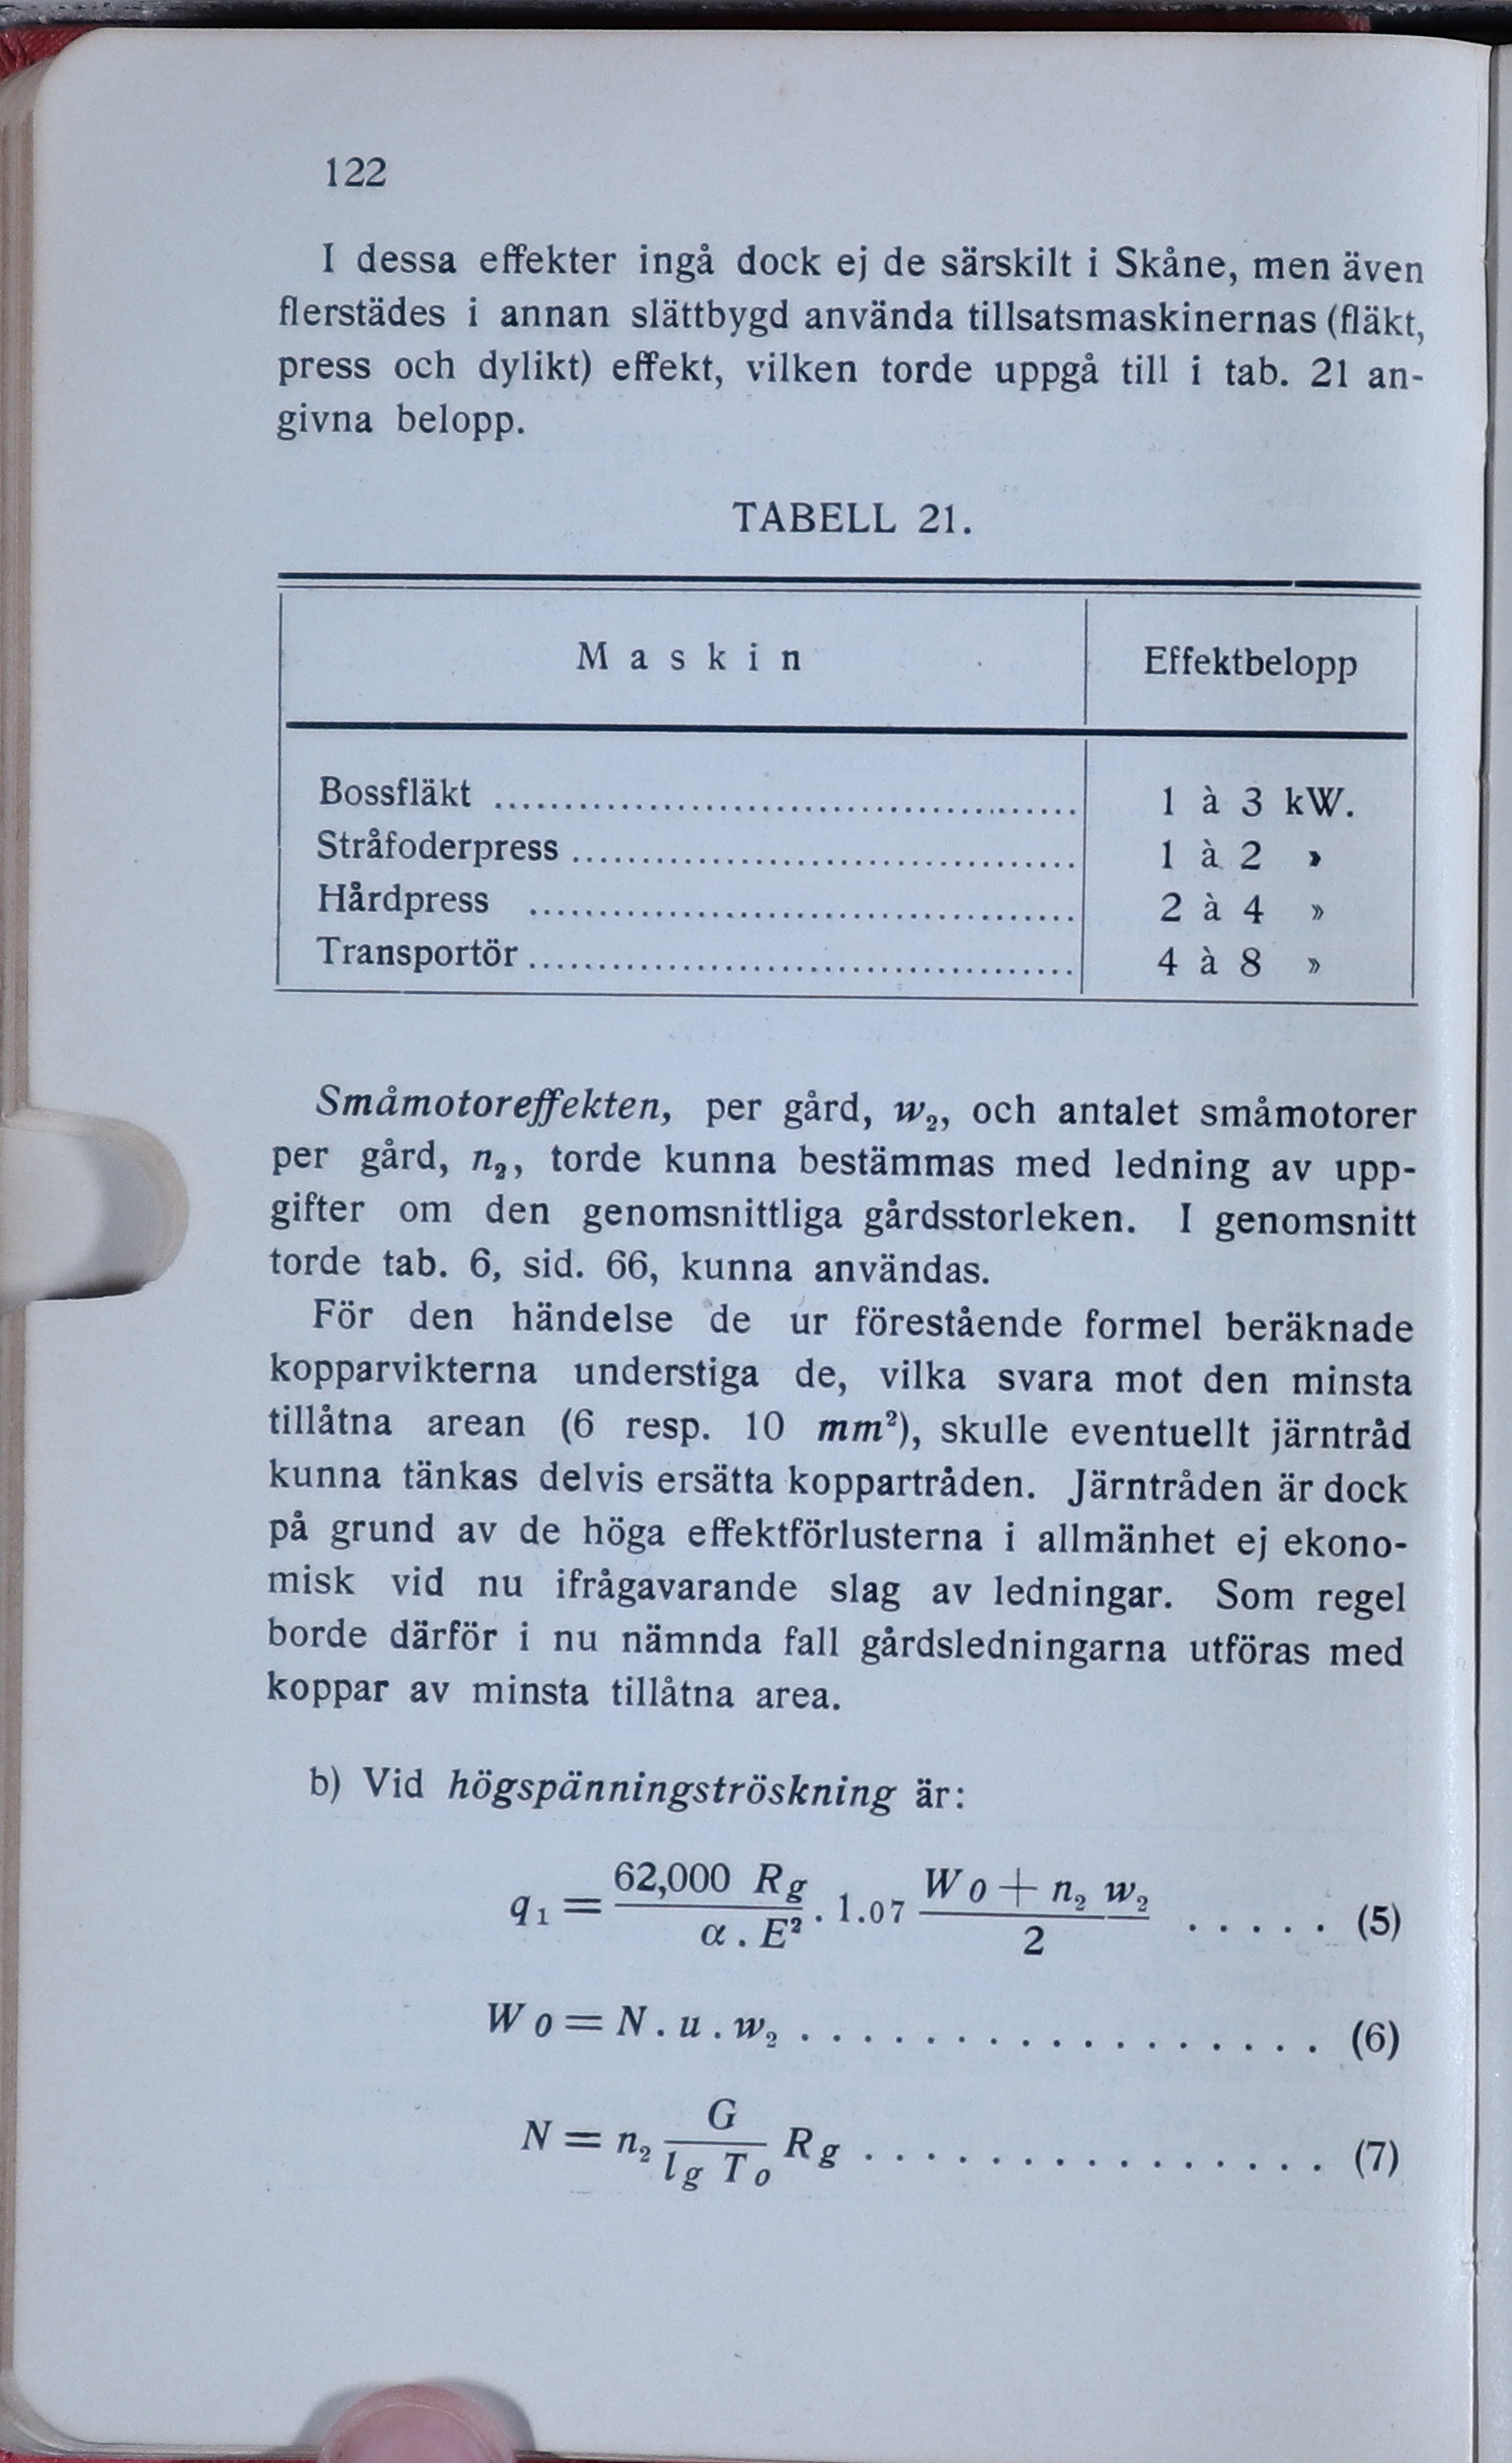 122
I dessa effekter ingå dock ej de särskilt i Skåne, men även
flerstädes i annan slättbygd använda tillsatsmaskinernas (fläkt,
press och dylikt) effekt, vilken torde uppgå till i tab. 21 an-
givna belopp.
TABELL 21.
Maskin Effektbelopp
Bossfläkt ........................................ 1 à 3 kW.
Stråfoderpress .................................... 1 à 2 »
Hårdpress ....................................... 2 à 4 »
Transportör ....................................... 4 à 8 »
Småmotoreffekten, per gård, w₂, och antalet småmotorer
per gård, n₂, torde kunna bestämmas med ledning av upp-
gifter om den genomsnittliga gårdsstorleken. I genomsnitt
torde tab. 6, sid. 66, kunna användas.
För den händelse de ur förestående formel beräknade
kopparvikterna understiga de, vilka svara mot den minsta
tillåtna arean (6 resp. 10 mm²), skulle eventuellt järntråd
kunna tänkas delvis ersätta koppartråden. Järntråden är dock
på grund av de höga effektförlusterna i allmänhet ej ekono-
misk vid nu ifrågavarande slag av ledningar. Som regel
borde därför i nu nämnda fall gårdsledningarna utföras med
koppar av minsta tillåtna area.
b) Vid högspänningströskning är:
q₁ = 62,000 Rg / α . E² . 1.07 Wo + n₂ w₂ / 2 ..... (5)
Wo = N . u . w₂ ................. (6)
N = n₂ G / lg To Rg ............... (7)